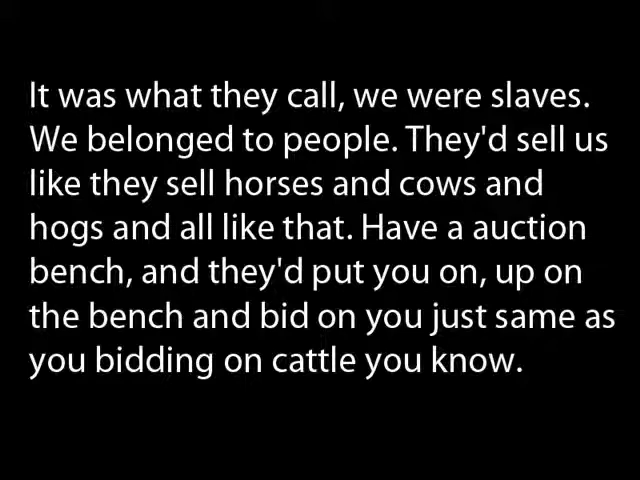 It was what they call, we were slaves.
We belonged to people. They'd sell us
like they sell horses and cows and
hogs and all like that. Have a auction
bench, and they'd put you on, up on
the bench and bid on you just same as
you bidding on cattle you know.